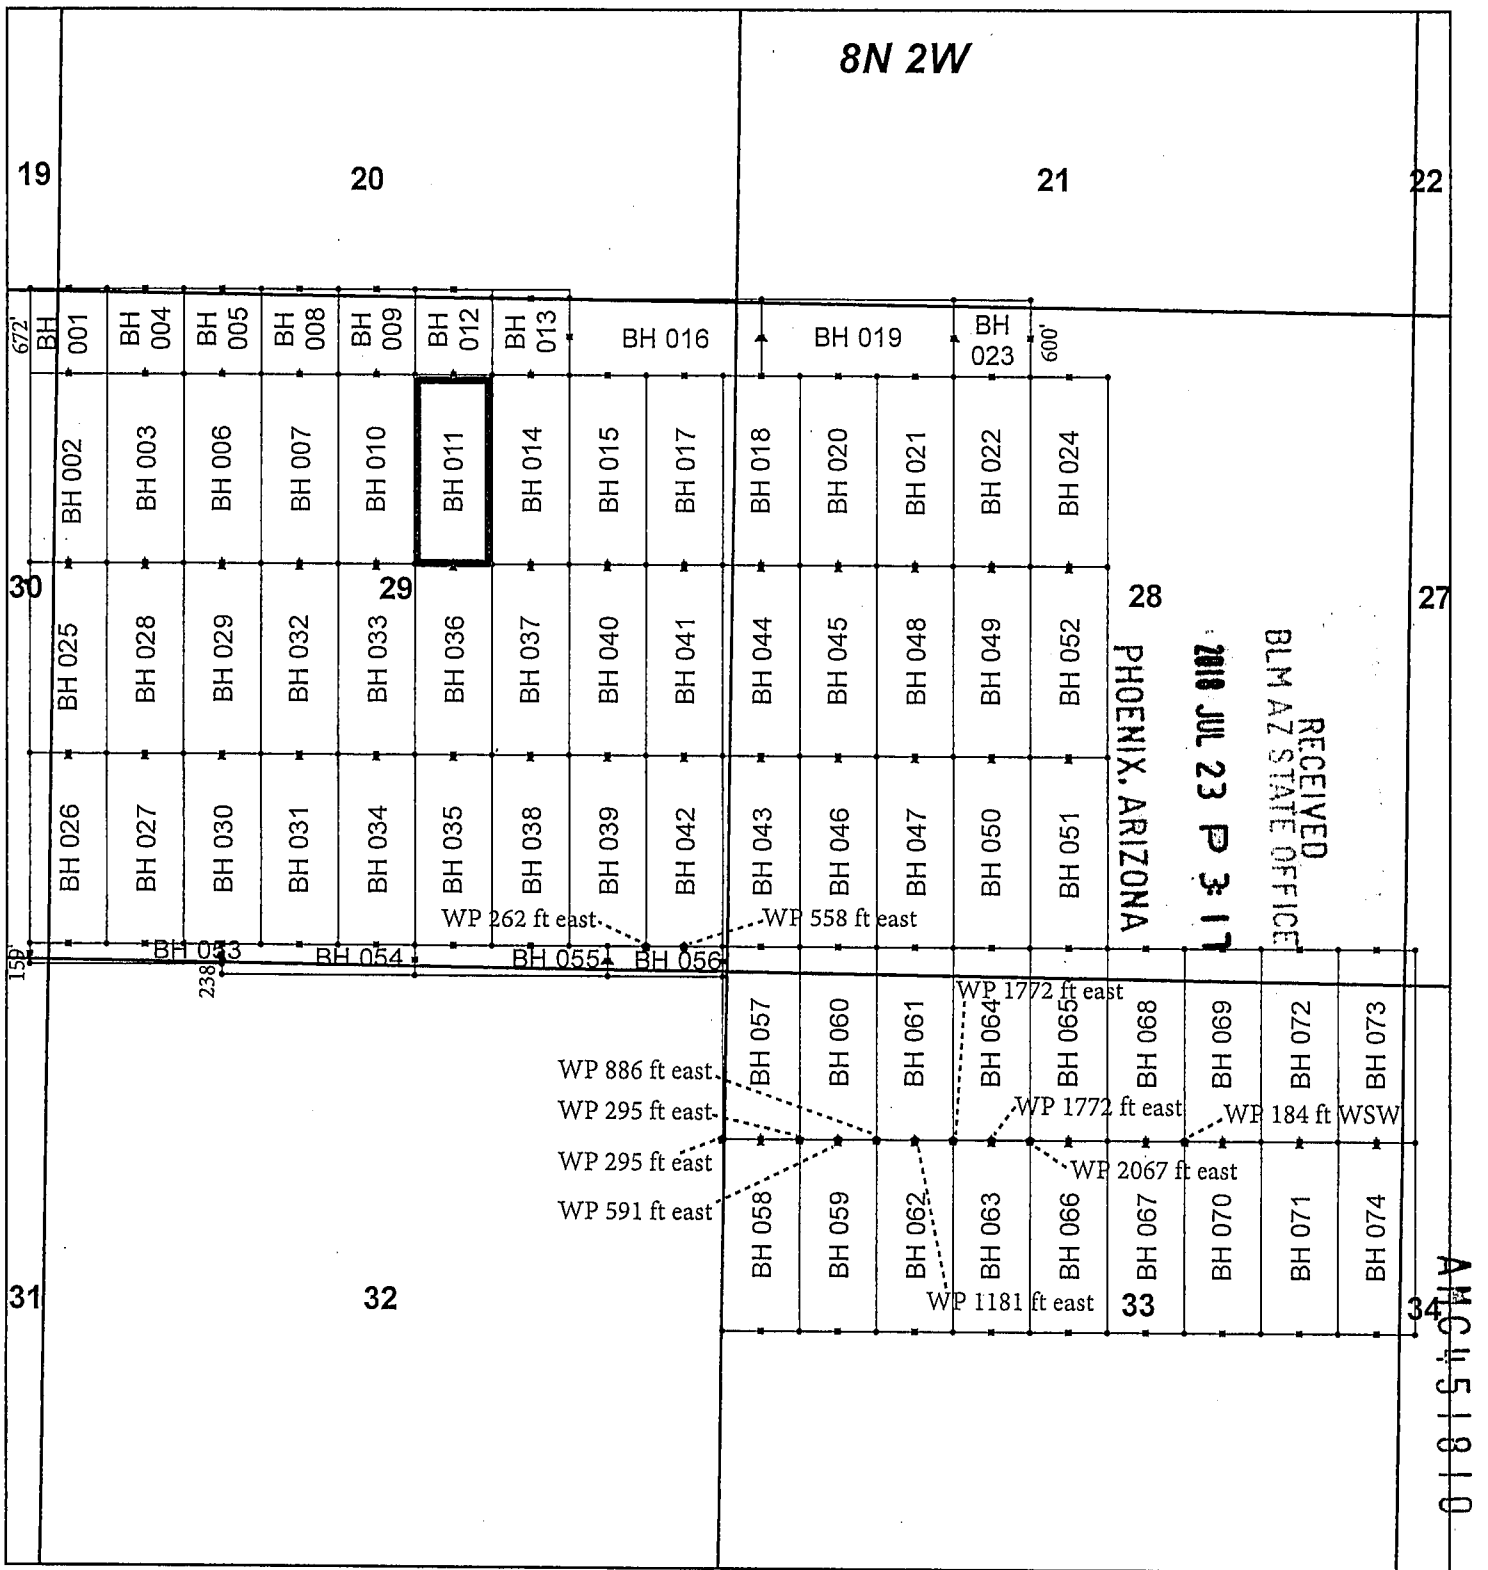 8N 2W
19
20
21
22
672'
BH 001
BH 004
BH 005
BH 008
BH 009
BH 012
BH 013
BH 016
BH 019
BH 023
600'
BH 002
BH 003
BH 006
BH 007
BH 010
BH 011
BH 014
BH 015
BH 017
BH 018
BH 020
BH 021
BH 022
BH 024
30
29
28
27
BH 025
BH 028
BH 029
BH 032
BH 033
BH 036
BH 037
BH 040
BH 041
BH 044
BH 045
BH 048
BH 049
BH 052
BH 026
BH 027
BH 030
BH 031
BH 034
BH 035
BH 038
BH 039
BH 042
BH 043
BH 046
BH 047
BH 050
BH 051
RECEIVED
BLM AZ STATE OFFICE
2018 JUL 23 P 3:17
PHOENIX, ARIZONA
WP 262 ft east
WP 558 ft east
159'
BH 053
238'
BH 054
BH 055
BH 056
WP 1772 ft east
BH 057
BH 060
BH 061
BH 064
BH 065
BH 068
BH 069
BH 072
BH 073
WP 886 ft east
WP 295 ft east
WP 1772 ft east
WP 184 ft WSW
WP 295 ft east
WP 2067 ft east
WP 591 ft east
BH 058
BH 059
BH 062
BH 063
BH 066
BH 067
BH 070
BH 071
BH 074
WP 1181 ft east
31
32
33
34
AMC451810